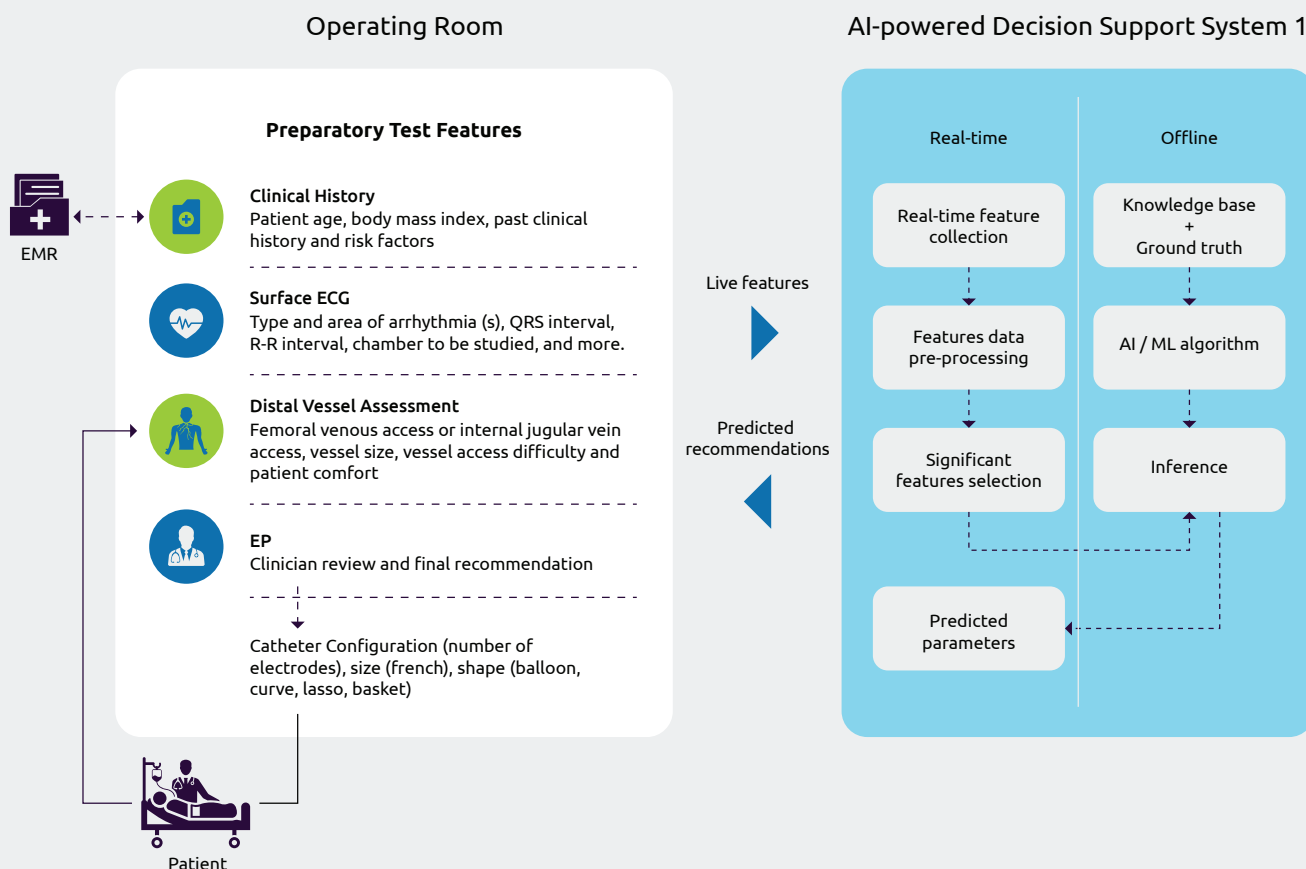 Operating Room
AI-powered Decision Support System 1
Preparatory Test Features
EMR
Clinical History
Patient age, body mass index, past clinical
history and risk factors
Surface ECG
Type and area of arrhythmia (s), QRS interval,
R-R interval, chamber to be studied, and more.
Distal Vessel Assessment
Femoral venous access or internal jugular vein
access, vessel size, vessel access difficulty and
patient comfort
EP
Clinician review and final recommendation
Catheter Configuration (number of
electrodes), size (french), shape (balloon,
curve, lasso, basket)
Patient
Live features
Predicted
recommendations
Real-time
Real-time feature
collection
Features data
pre-processing
Significant
features selection
Predicted
parameters
Offline
Knowledge base
+
Ground truth
AI / ML algorithm
Inference